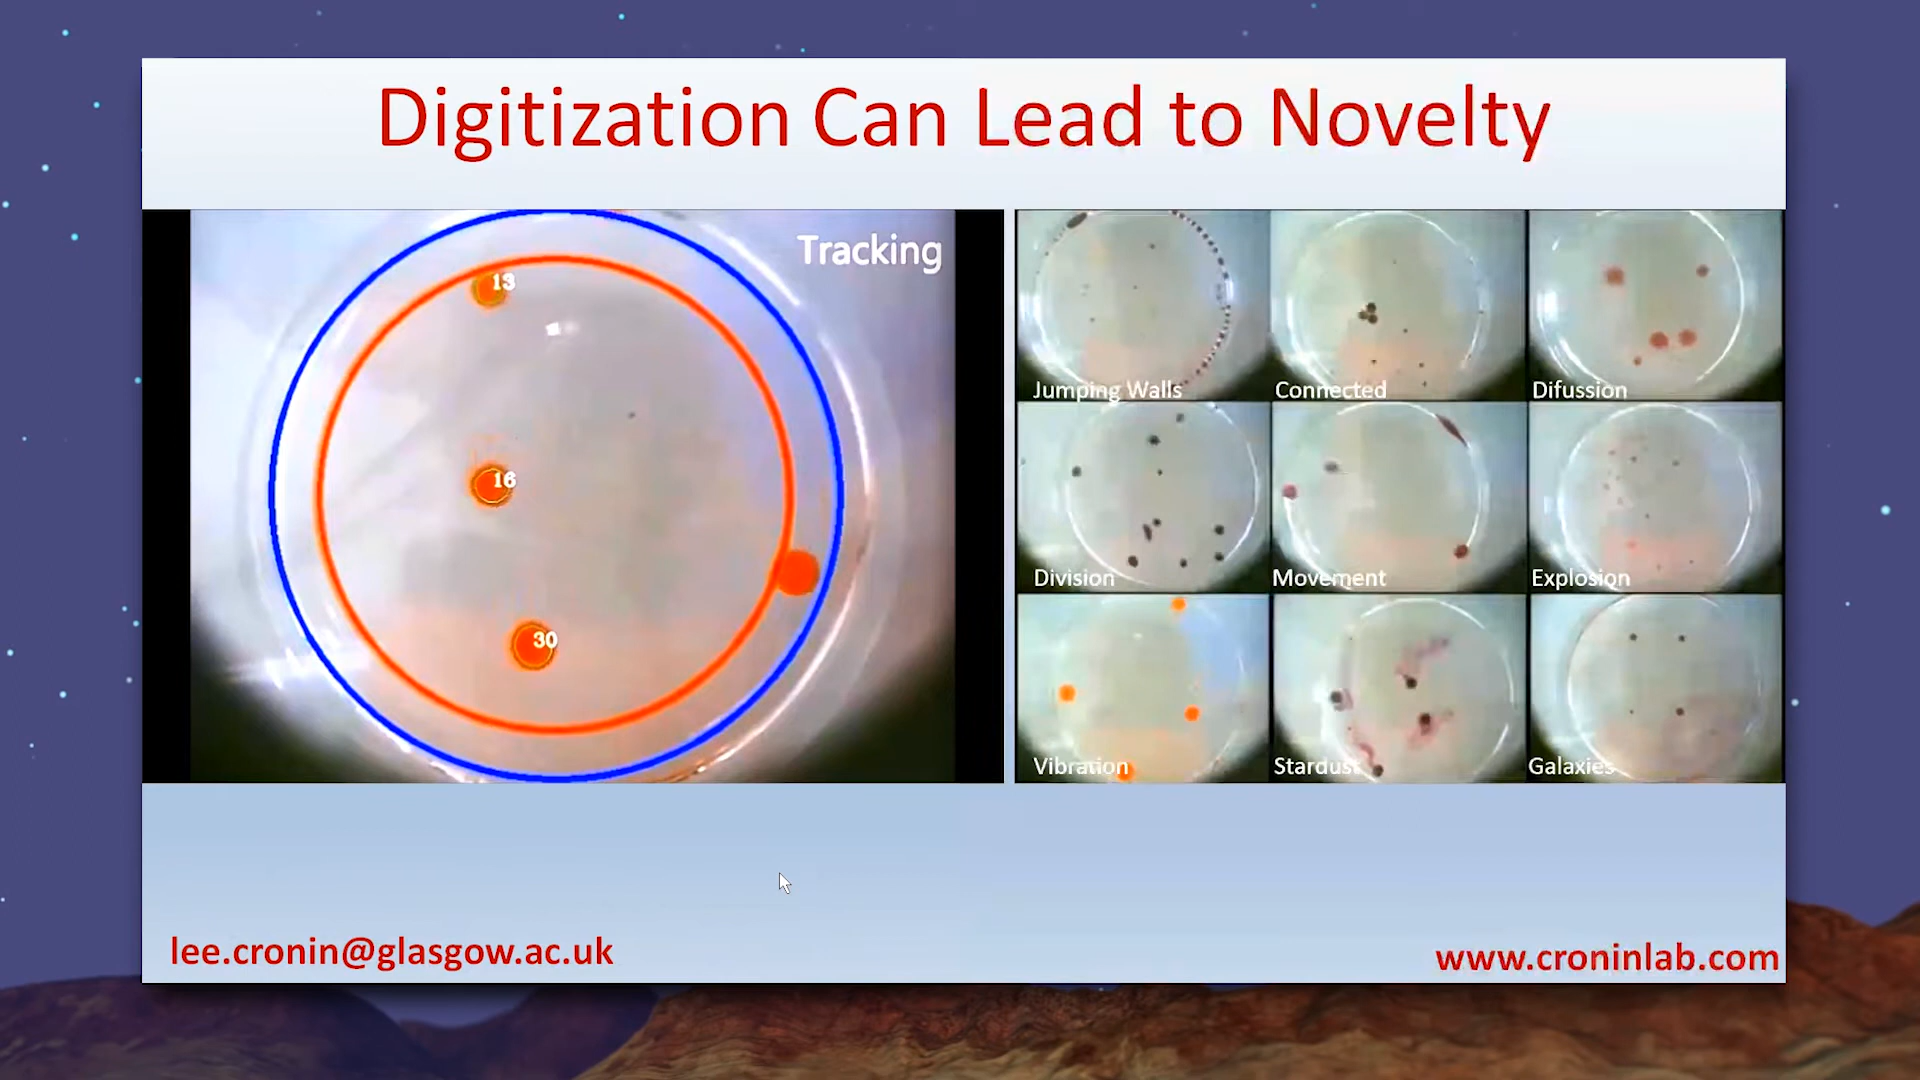 Digitization Can Lead to Novelty
Tracking
13
16
30
Jumping Walls
Connected
Difussion
Division
Movement
Explosion
Vibration
Stardust
Galaxies
lee.cronin@glasgow.ac.uk
www.croninlab.com